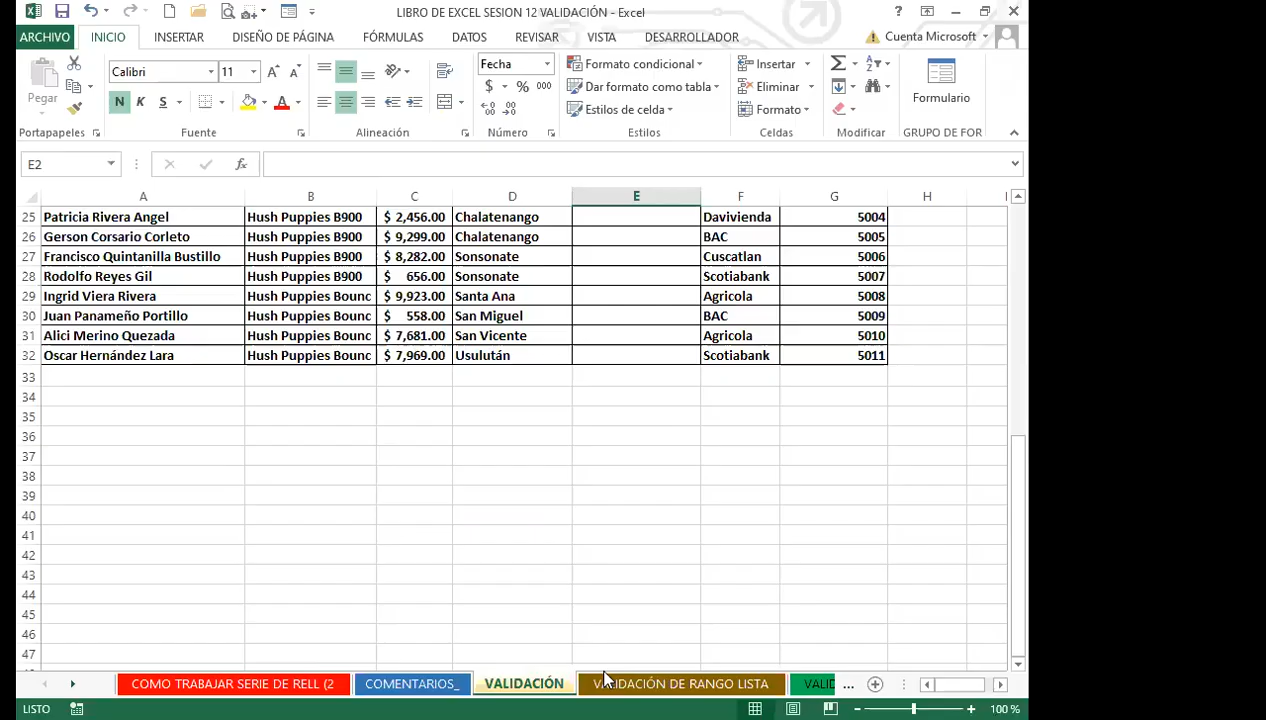 LIBRO DE EXCEL SESION 12 VALIDACIÓN - Excel
ARCHIVO INICIO INSERTAR DISEÑO DE PÁGINA FÓRMULAS DATOS REVISAR VISTA DESARROLLADOR Cuenta Microsoft
Calibri 11 Fecha Formato condicional Insertar
Pegar Dar formato como tabla Eliminar Formulario
N K S $ % 000 Estilos de celda Formato
Portapapeles Fuente Alineación Número Estilos Celdas Modificar GRUPO DE FOR
E2 fx
A B C D E F G H I
25 Patricia Rivera Angel Hush Puppies B900 $ 2,456.00 Chalatenango Davivienda 5004
26 Gerson Corsario Corleto Hush Puppies B900 $ 9,299.00 Chalatenango BAC 5005
27 Francisco Quintanilla Bustillo Hush Puppies B900 $ 8,282.00 Sonsonate Cuscatlan 5006
28 Rodolfo Reyes Gil Hush Puppies B900 $ 656.00 Sonsonate Scotiabank 5007
29 Ingrid Viera Rivera Hush Puppies Bounc $ 9,923.00 Santa Ana Agricola 5008
30 Juan Panameño Portillo Hush Puppies Bounc $ 558.00 San Miguel BAC 5009
31 Alici Merino Quezada Hush Puppies Bounc $ 7,681.00 San Vicente Agricola 5010
32 Oscar Hernández Lara Hush Puppies Bounc $ 7,969.00 Usulután Scotiabank 5011
33
34
35
36
37
38
39
40
41
42
43
44
45
46
47
COMO TRABAJAR SERIE DE RELL (2 COMENTARIOS_ VALIDACIÓN VALIDACIÓN DE RANGO LISTA VALID ...
LISTO 100 %